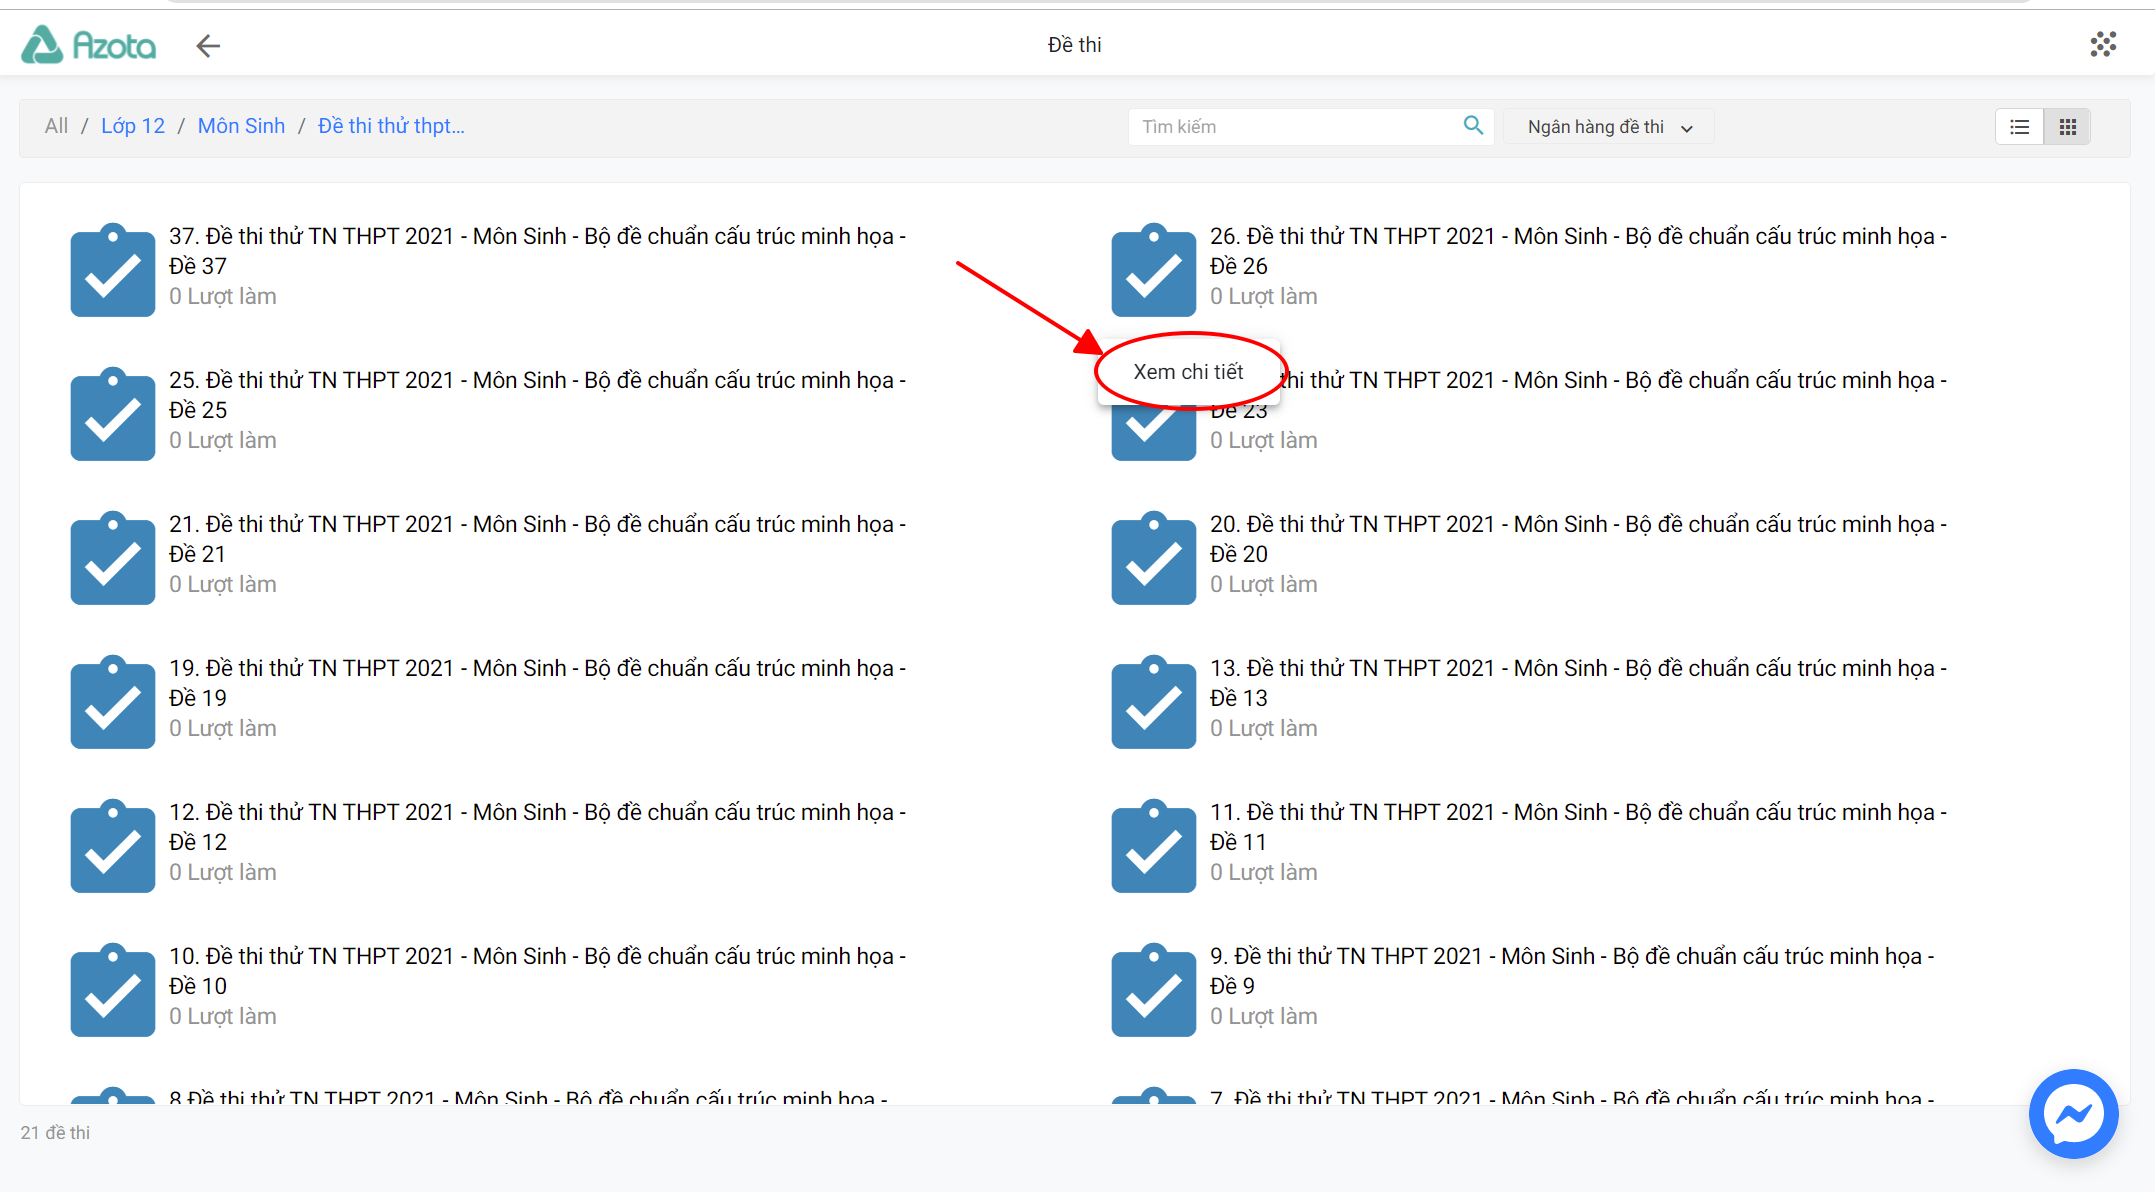 Azota
Đề thi
All / Lớp 12 / Môn Sinh / Đề thi thử thpt...
Tìm kiếm
Ngân hàng đề thi
37. Đề thi thử TN THPT 2021 - Môn Sinh - Bộ đề chuẩn cấu trúc minh họa -
Đề 37
0 Lượt làm
26. Đề thi thử TN THPT 2021 - Môn Sinh - Bộ đề chuẩn cấu trúc minh họa -
Đề 26
0 Lượt làm
Xem chi tiết
25. Đề thi thử TN THPT 2021 - Môn Sinh - Bộ đề chuẩn cấu trúc minh họa -
Đề 25
0 Lượt làm
thi thử TN THPT 2021 - Môn Sinh - Bộ đề chuẩn cấu trúc minh họa -
Đề 23
0 Lượt làm
21. Đề thi thử TN THPT 2021 - Môn Sinh - Bộ đề chuẩn cấu trúc minh họa -
Đề 21
0 Lượt làm
20. Đề thi thử TN THPT 2021 - Môn Sinh - Bộ đề chuẩn cấu trúc minh họa -
Đề 20
0 Lượt làm
19. Đề thi thử TN THPT 2021 - Môn Sinh - Bộ đề chuẩn cấu trúc minh họa -
Đề 19
0 Lượt làm
13. Đề thi thử TN THPT 2021 - Môn Sinh - Bộ đề chuẩn cấu trúc minh họa -
Đề 13
0 Lượt làm
12. Đề thi thử TN THPT 2021 - Môn Sinh - Bộ đề chuẩn cấu trúc minh họa -
Đề 12
0 Lượt làm
11. Đề thi thử TN THPT 2021 - Môn Sinh - Bộ đề chuẩn cấu trúc minh họa -
Đề 11
0 Lượt làm
10. Đề thi thử TN THPT 2021 - Môn Sinh - Bộ đề chuẩn cấu trúc minh họa -
Đề 10
0 Lượt làm
9. Đề thi thử TN THPT 2021 - Môn Sinh - Bộ đề chuẩn cấu trúc minh họa -
Đề 9
0 Lượt làm
8 Đề thi thử TN THPT 2021 - Môn Sinh - Bộ đề chuẩn cấu trúc minh họa -
7. Đề thi thử TN THPT 2021 - Môn Sinh - Bộ đề chuẩn cấu trúc minh họa -
21 đề thi